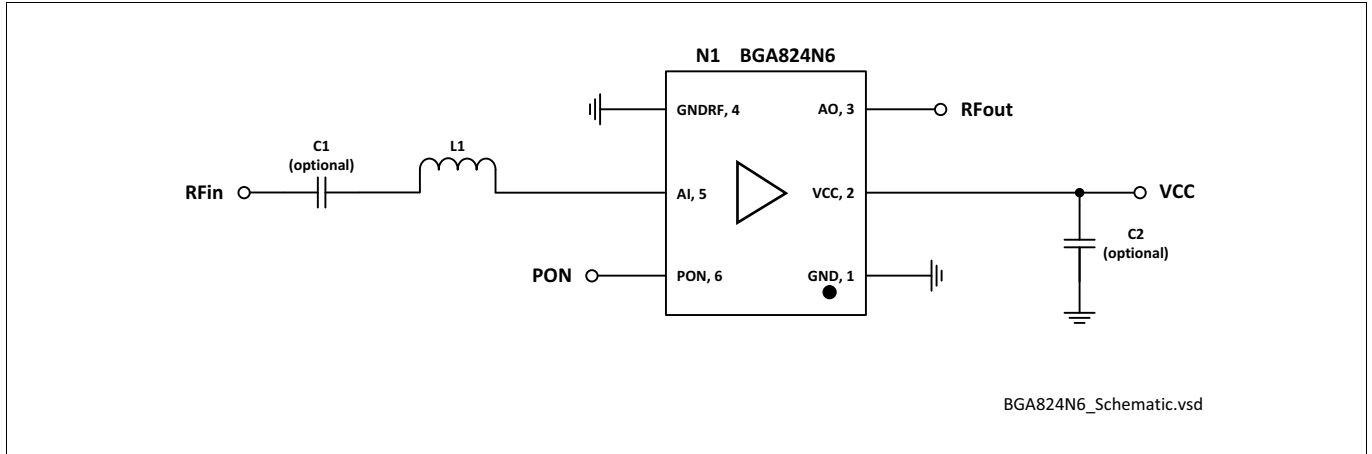 N1 BGA824N6
GNDRF, 4
AO, 3
RFout
C1
(optional)
L1
RFin
AI, 5
VCC, 2
VCC
C2
(optional)
PON
PON, 6
GND, 1
BGA824N6_Schematic.vsd